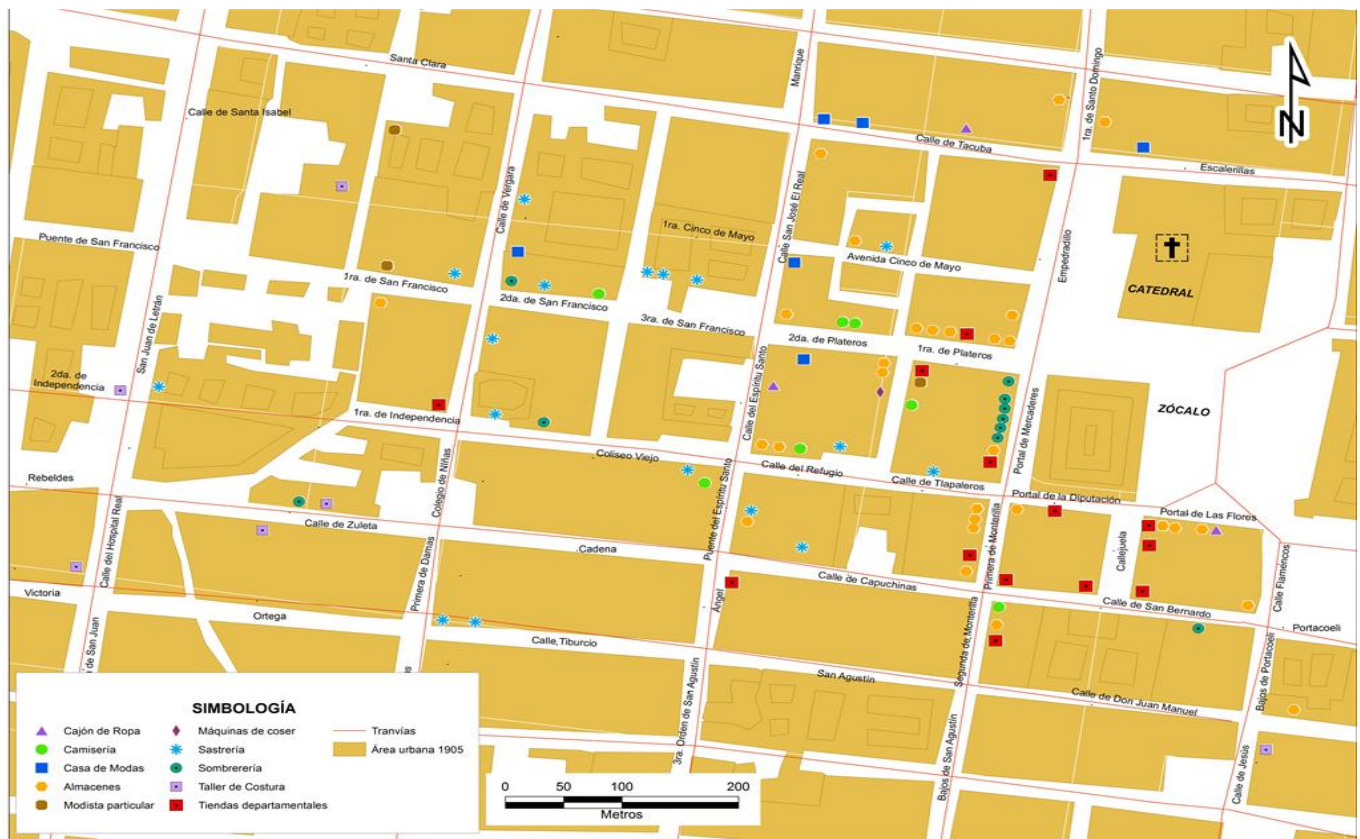 Santa Clara
Manrique
1ra. de Santo Domingo
Calle de Santa Isabel
Calle de Tacuba
Escalerillas
Calle de Vergara
Calle San José El Real
Puente de San Francisco
1ra. Cinco de Mayo
Avenida Cinco de Mayo
Empedradillo
N
CATEDRAL
1ra. de San Francisco
2da. de San Francisco
3ra. de San Francisco
2da. de Plateros
1ra. de Plateros
San Juan de Letrán
2da. de
Independencia
1ra. de Independencia
Calle del Espíritu Santo
Portal de Mercaderes
ZÓCALO
Coliseo Viejo
Calle del Refugio
Calle de Tlapaleros
Portal de la Diputación
Portal de Las Flores
Rebeldes
Calle del Hospital Real
Colegio de Niñas
Calle de Zuleta
Cadena
Puente del Espíritu Santo
Calle de Capuchinas
Primera de Monterilla
Callejuela
Calle de San Bernardo
Calle Flamencos
Portacoeli
Victoria
Ortega
Primera de Damas
Calle Tiburcio
Ángel
San Agustín
Segunda de Monterilla
Calle de Don Juan Manuel
Bajos de Portacoeli
de San Juan
as
3ra. Orden de San Agustín
Bajos de San Agustín
Calle de Jesús
SIMBOLOGÍA
Cajón de Ropa
Camisería
Casa de Modas
Almacenes
Modista particular
Máquinas de coser
Sastrería
Sombrerería
Taller de Costura
Tiendas departamentales
Tranvías
Área urbana 1905
0 50 100 200
Metros